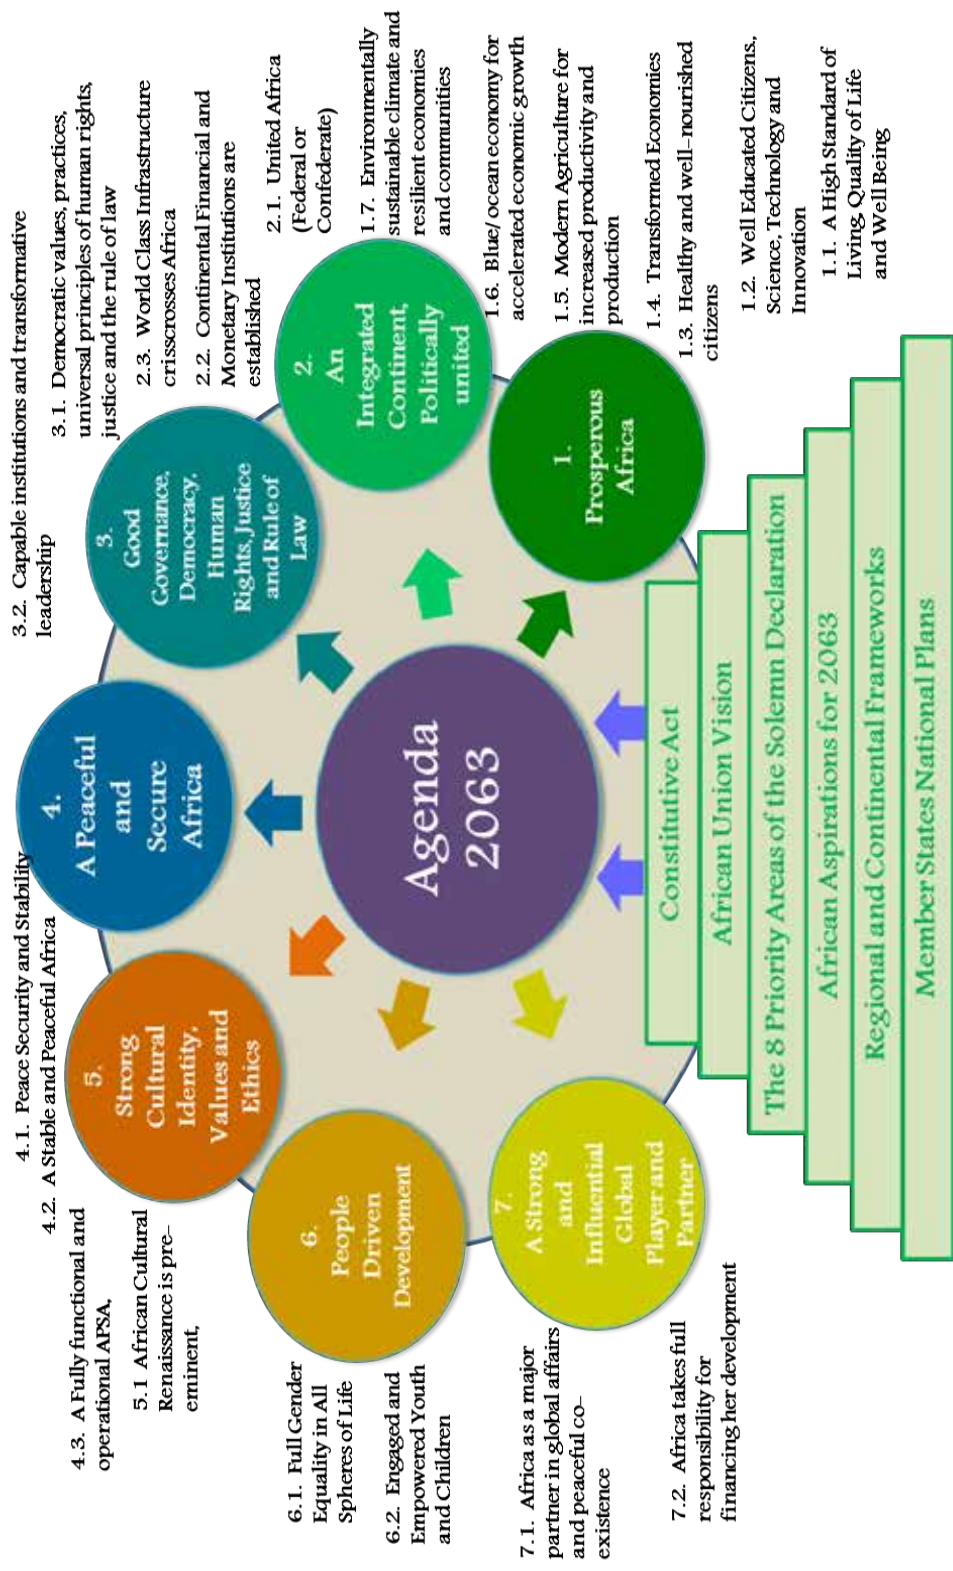 3.2. Capable institutions and transformative
leadership
3.1. Democratic values, practices,
universal principles of human rights,
justice and the rule of law
2.3. World Class Infrastructure
crisscrosses Africa
2.2. Continental Financial and
Monetary Institutions are
established
2.1. United Africa
(Federal or
Confederate)
1.7. Environmentally
sustainable climate and
resilient economies
and communities
1.6. Blue/ ocean economy for
accelerated economic growth
1.5. Modern Agriculture for
increased productivity and
production
1.4. Transformed Economies
1.3. Healthy and well-nourished
citizens
1.2. Well Educated Citizens.,
Science, Technology and
Innovation
1.1. A High Standard of
Living, Quality of Life
and Well Being
4.1. Peace Security and Stability
4.2. A Stable and Peaceful Africa
4.3. A Fully functional and
operational APSA,
5.1 African Cultural
Renaissance is pre-
eminent,
6.1. Full Gender
Equality in All
Spheres of Life
6.2. Engaged and
Empowered Youth
and Children
7.1. Africa as a major
partner in global affairs
and peaceful co-
existence
7.2. Africa takes full
responsibility for
financing her development
4.
A Peaceful
and
Secure
Africa
3.
Good
Governance,
Democracy,
Human
Rights, Justice
and Rule of
Law
5.
Strong
Cultural
Identity,
Values and
Ethics
2.
An
Integrated
Continent,
Politically
united
6.
People
Driven
Development
1.
Prosperous
Africa
7.
A Strong
and
Influential
Global
Player and
Partner
Agenda
2063
Constitutive Act
African Union Vision
The 8 Priority Areas of the Solemn Declaration
African Aspirations for 2063
Regional and Continental Frameworks
Member States National Plans